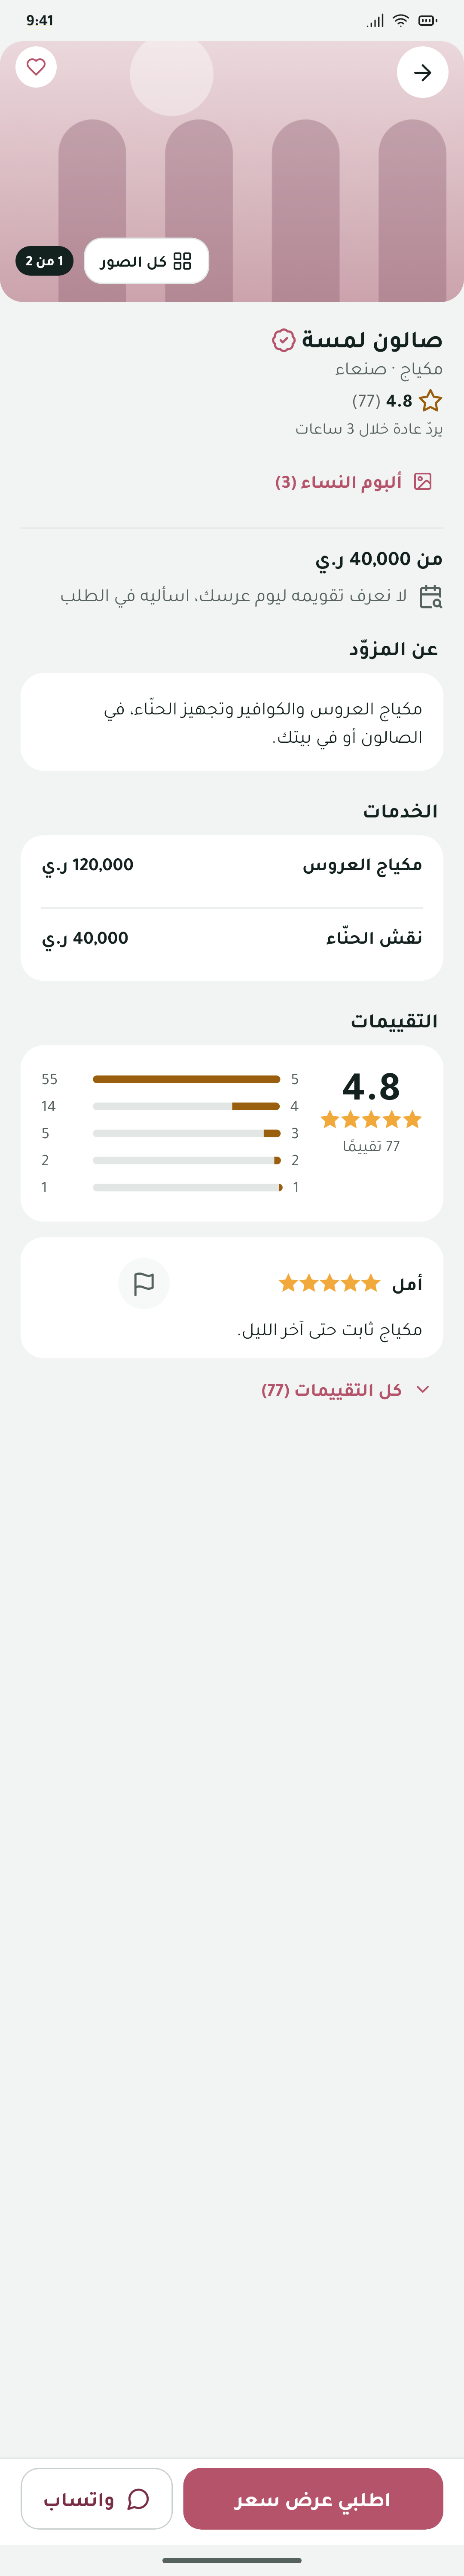 9:41
كل الصور
1 من 2
صالون لمسة
مكياج · صنعاء
4.8 (77)
يردّ عادة خلال 3 ساعات
ألبوم النساء (3)
من 40,000 ر.ي
لا نعرف تقويمه ليوم عرسك، اسأليه في الطلب
عن المزوّد
مكياج العروس والكوافير وتجهيز الحنّاء، في
الصالون أو في بيتك.
الخدمات
مكياج العروس 120,000 ر.ي
نقش الحنّاء 40,000 ر.ي
التقييمات
4.8
77 تقييمًا
5 55
4 14
3 5
2 2
1 1
أمل
مكياج ثابت حتى آخر الليل.
كل التقييمات (77)
اطلبي عرض سعر
واتساب